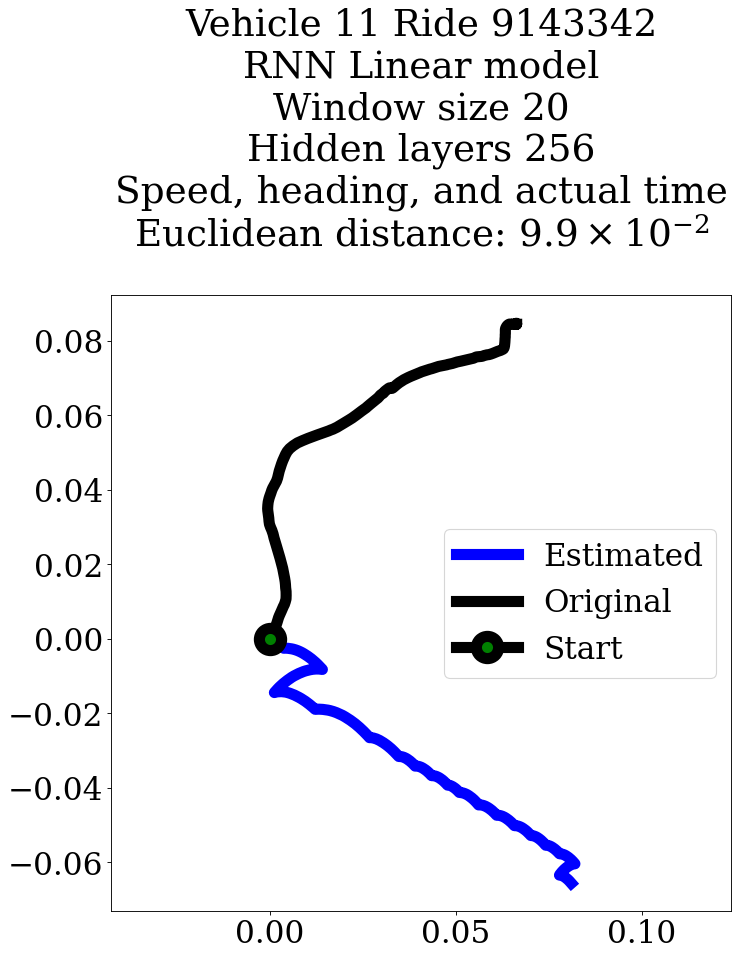 Vehicle 11 Ride 9143342
RNN Linear model
Window size 20
Hidden layers 256
Speed, heading, and actual time
Euclidean distance: 9.9 × 10⁻²
0.08
0.06
0.04
0.02
0.00
−0.02
−0.04
−0.06
Estimated
Original
Start
0.00
0.05
0.10